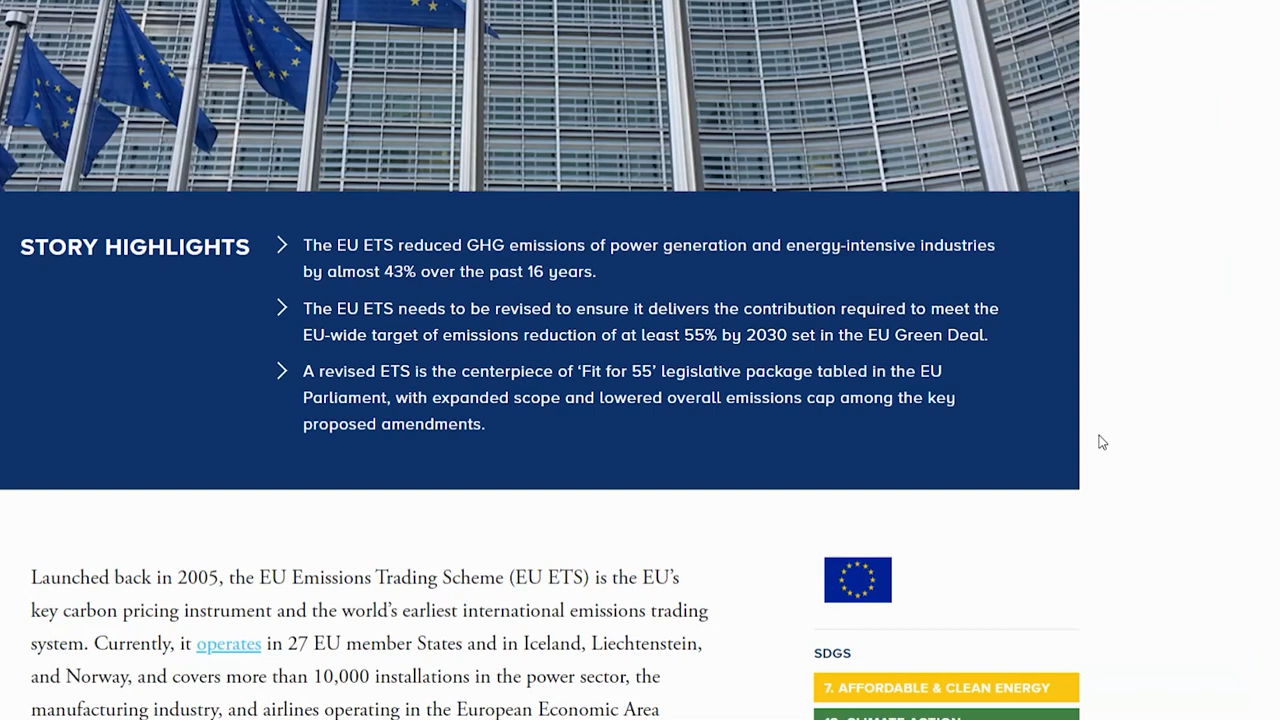 STORY HIGHLIGHTS
The EU ETS reduced GHG emissions of power generation and energy-intensive industries
by almost 43% over the past 16 years.
The EU ETS needs to be revised to ensure it delivers the contribution required to meet the
EU-wide target of emissions reduction of at least 55% by 2030 set in the EU Green Deal.
A revised ETS is the centerpiece of ‘Fit for 55’ legislative package tabled in the EU
Parliament, with expanded scope and lowered overall emissions cap among the key
proposed amendments.
Launched back in 2005, the EU Emissions Trading Scheme (EU ETS) is the EU’s
key carbon pricing instrument and the world’s earliest international emissions trading
system. Currently, it operates in 27 EU member States and in Iceland, Liechtenstein,
and Norway, and covers more than 10,000 installations in the power sector, the
manufacturing industry, and airlines operating in the European Economic Area
SDGS
7. AFFORDABLE & CLEAN ENERGY
13. CLIMATE ACTION